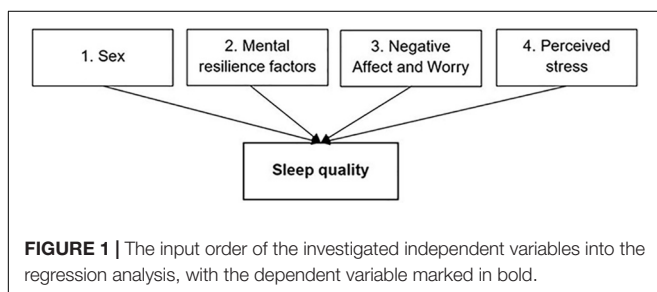 1. Sex
2. Mental
resilience factors
3. Negative
Affect and Worry
4. Perceived
stress
Sleep quality
FIGURE 1 | The input order of the investigated independent variables into the
regression analysis, with the dependent variable marked in bold.